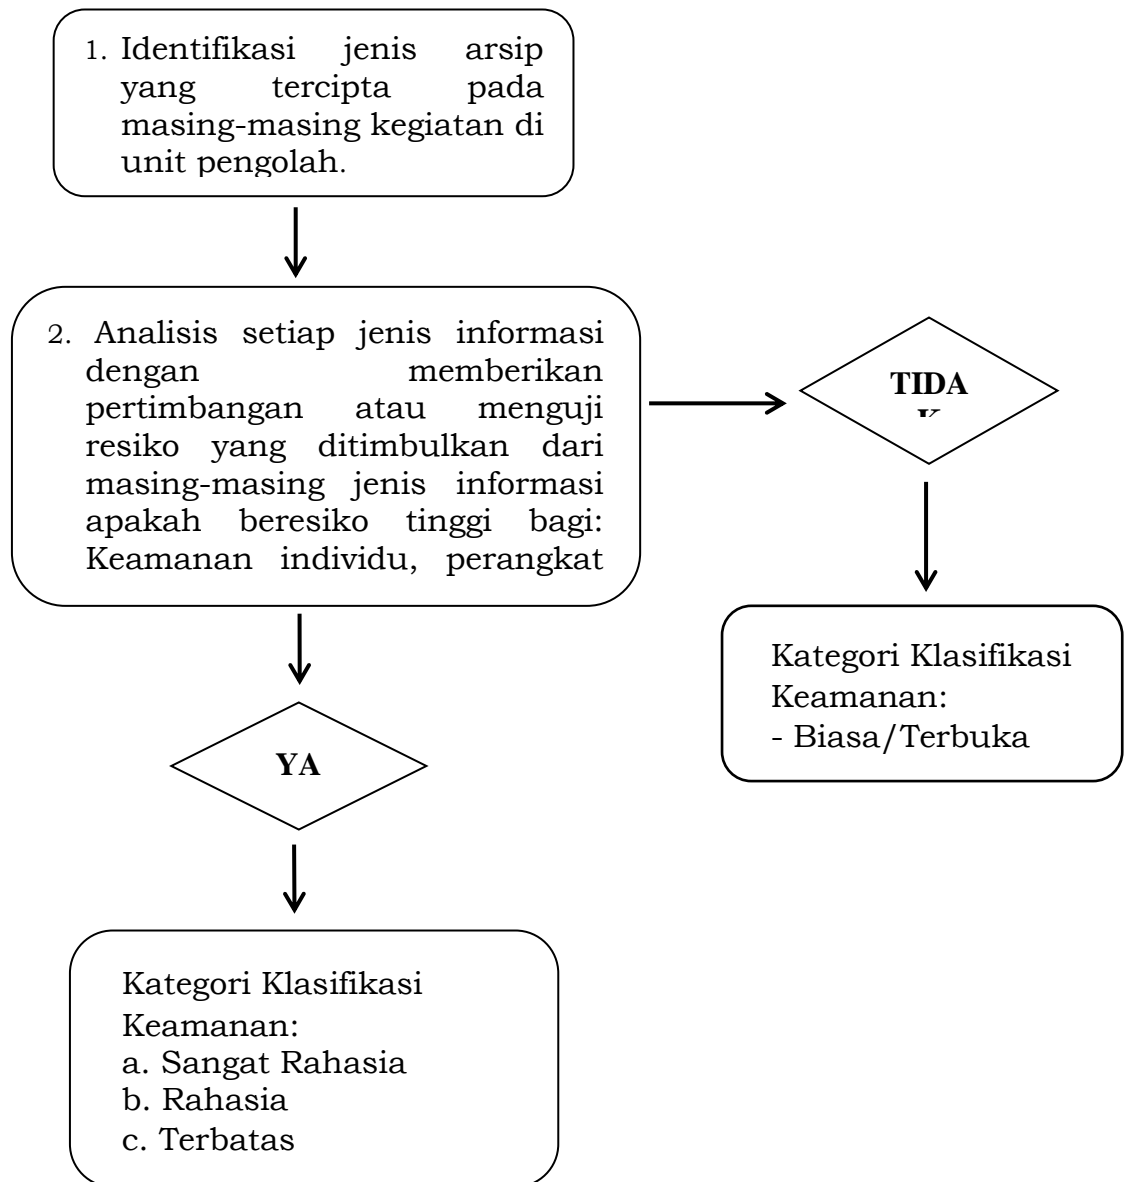 1. Identifikasi jenis arsip
yang tercipta pada
masing-masing kegiatan di
unit pengolah.
2. Analisis setiap jenis informasi
dengan memberikan
pertimbangan atau menguji
resiko yang ditimbulkan dari
masing-masing jenis informasi
apakah beresiko tinggi bagi:
Keamanan individu, perangkat
TIDA
K
Kategori Klasifikasi
Keamanan:
- Biasa/Terbuka
YA
Kategori Klasifikasi
Keamanan:
a. Sangat Rahasia
b. Rahasia
c. Terbatas